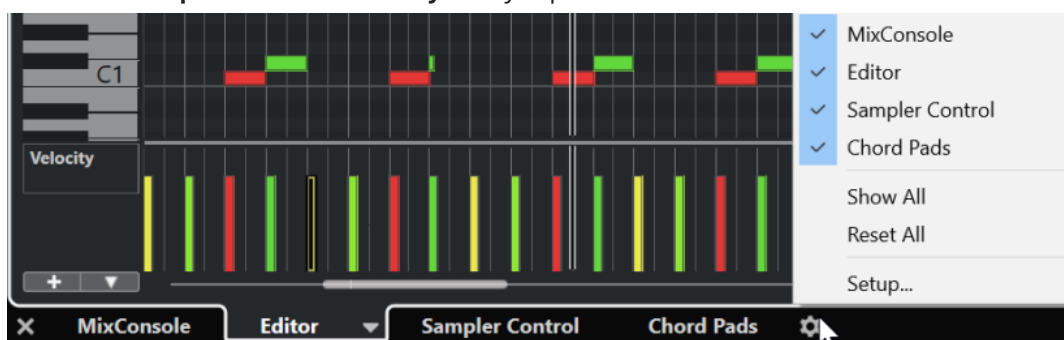 MixConsole
Editor
Sampler Control
Chord Pads
Show All
Reset All
Setup...
C1
Velocity
MixConsole Editor Sampler Control Chord Pads